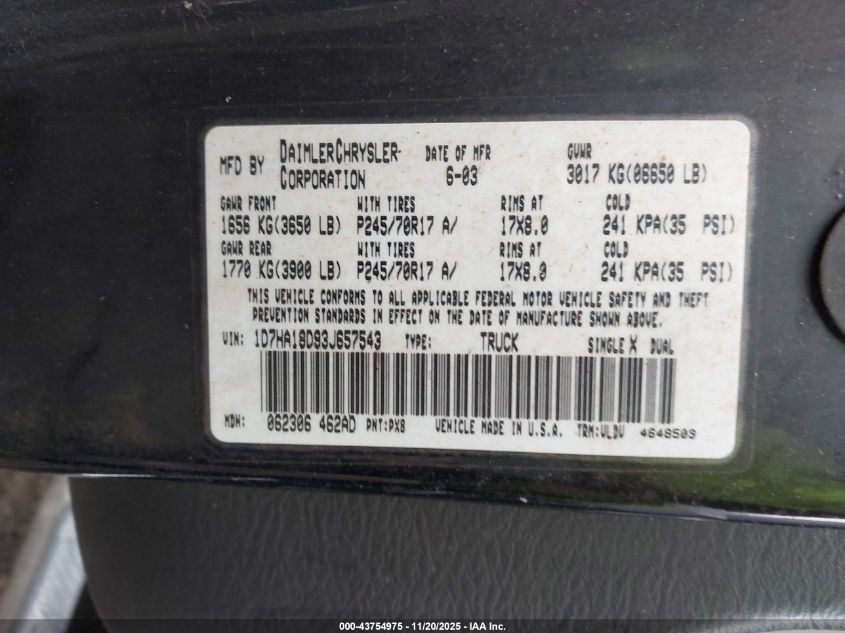 MFD BY DAIMLERCHRYSLER CORPORATION DATE OF MFR 6-03 GVWR 3017 KG(06650 LB)
GAWR FRONT WITH TIRES RIMS AT COLD
1656 KG(3650 LB) P245/70R17 A/ 17X8.0 241 KPA(35 PSI)
GAWR REAR WITH TIRES RIMS AT COLD
1770 KG(3900 LB) P245/70R17 A/ 17X8.0 241 KPA(35 PSI)
THIS VEHICLE CONFORMS TO ALL APPLICABLE FEDERAL MOTOR VEHICLE SAFETY AND THEFT
PREVENTION STANDARDS IN EFFECT ON THE DATE OF MANUFACTURE SHOWN ABOVE.
VIN: 1D7HA18D93J657543 TYPE: TRUCK SINGLE X DUAL
MDH: 062306 462AD PNT:PX8 VEHICLE MADE IN U.S.A. TRM:VLDV 4648503
000-43754975 - 11/20/2025 - IAA Inc.